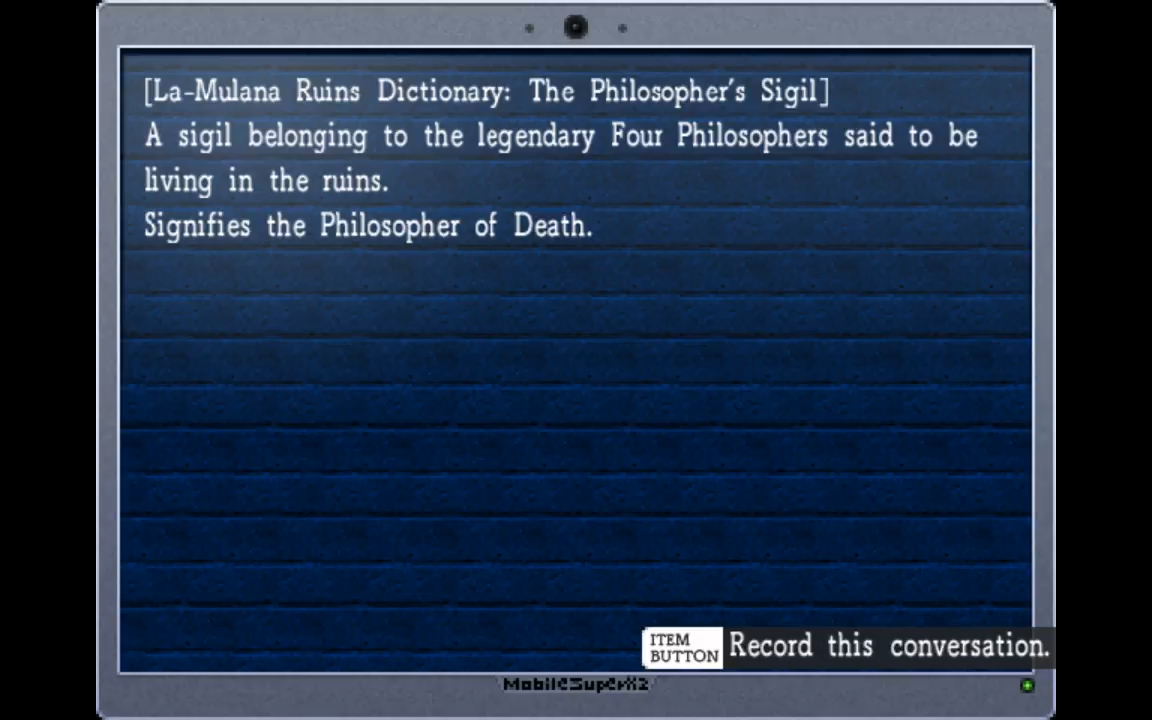 [La-Mulana Ruins Dictionary: The Philosopher's Sigil]
A sigil belonging to the legendary Four Philosophers said to be
living in the ruins.
Signifies the Philosopher of Death.
ITEM
BUTTON
Record this conversation.
MobileSuperX2